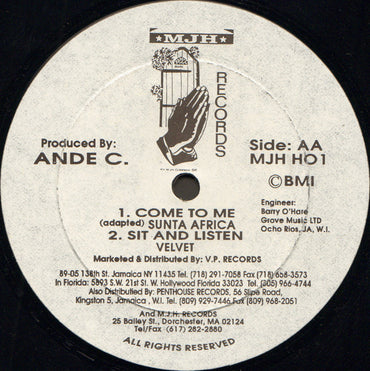 ★MJH★
RECORDS
Produced By:
ANDE C.
Side: AA
MJH HO1
©BMI
Engineer:
Barry O'Hare
Grove Music LTD
Ocho Rios, JA, W.I.
1. COME TO ME
(adapted) SUNTA AFRICA
2. SIT AND LISTEN
VELVET
Marketed & Distributed By: V.P. RECORDS
89-05 138th St. Jamaica NY 11435 Tel (718) 291-7058 Fax (718) 658-3573
In Florida: 5893 S.W. 21st St. W. Hollywood Florida 33023 Tel: (305) 966-4744
Also Distributed By: PENTHOUSE RECORDS, 56 Slipe Road,
Kingston 5, Jamaica, W.I. Tel: (809) 929-7446 Fax (809) 968-2051
And M.J.H. RECORDS
25 Bailey St., Dorchester, MA 02124
Tel/Fax (617) 282-2880
ALL RIGHTS RESERVED